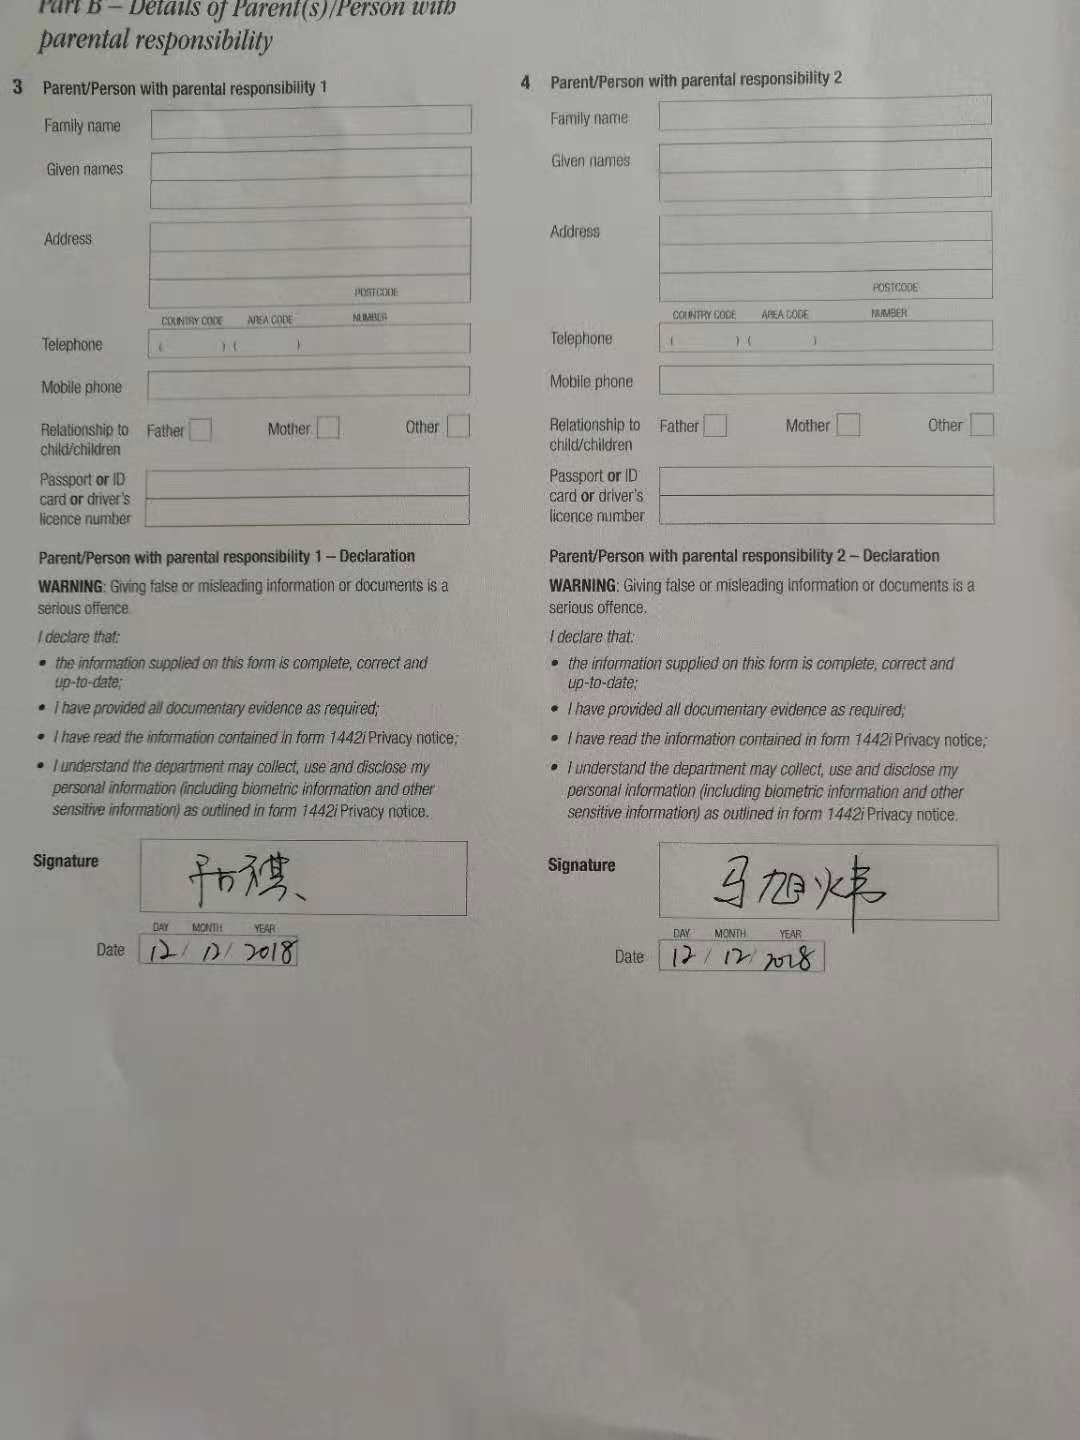 Part B – Details of Parent(s)/Person with
parental responsibility
3 Parent/Person with parental responsibility 1
Family name
Given names
Address
POSTCODE
COUNTRY CODE AREA CODE NUMBER
Telephone ( ) ( )
Mobile phone
Relationship to
child/children
Father Mother Other
Passport or ID
card or driver's
licence number
Parent/Person with parental responsibility 1 – Declaration
WARNING: Giving false or misleading information or documents is a
serious offence.
I declare that:
• the information supplied on this form is complete, correct and
up-to-date;
• I have provided all documentary evidence as required;
• I have read the information contained in form 1442i Privacy notice;
• I understand the department may collect, use and disclose my
personal information (including biometric information and other
sensitive information) as outlined in form 1442i Privacy notice.
Signature
DAY MONTH YEAR
Date 12 / 12 / 2018
4 Parent/Person with parental responsibility 2
Family name
Given names
Address
POSTCODE
COUNTRY CODE AREA CODE NUMBER
Telephone ( ) ( )
Mobile phone
Relationship to
child/children
Father Mother Other
Passport or ID
card or driver's
licence number
Parent/Person with parental responsibility 2 – Declaration
WARNING: Giving false or misleading information or documents is a
serious offence.
I declare that:
• the information supplied on this form is complete, correct and
up-to-date;
• I have provided all documentary evidence as required;
• I have read the information contained in form 1442i Privacy notice;
• I understand the department may collect, use and disclose my
personal information (including biometric information and other
sensitive information) as outlined in form 1442i Privacy notice.
Signature 马旭炜
DAY MONTH YEAR
Date 12 / 12 / 2018